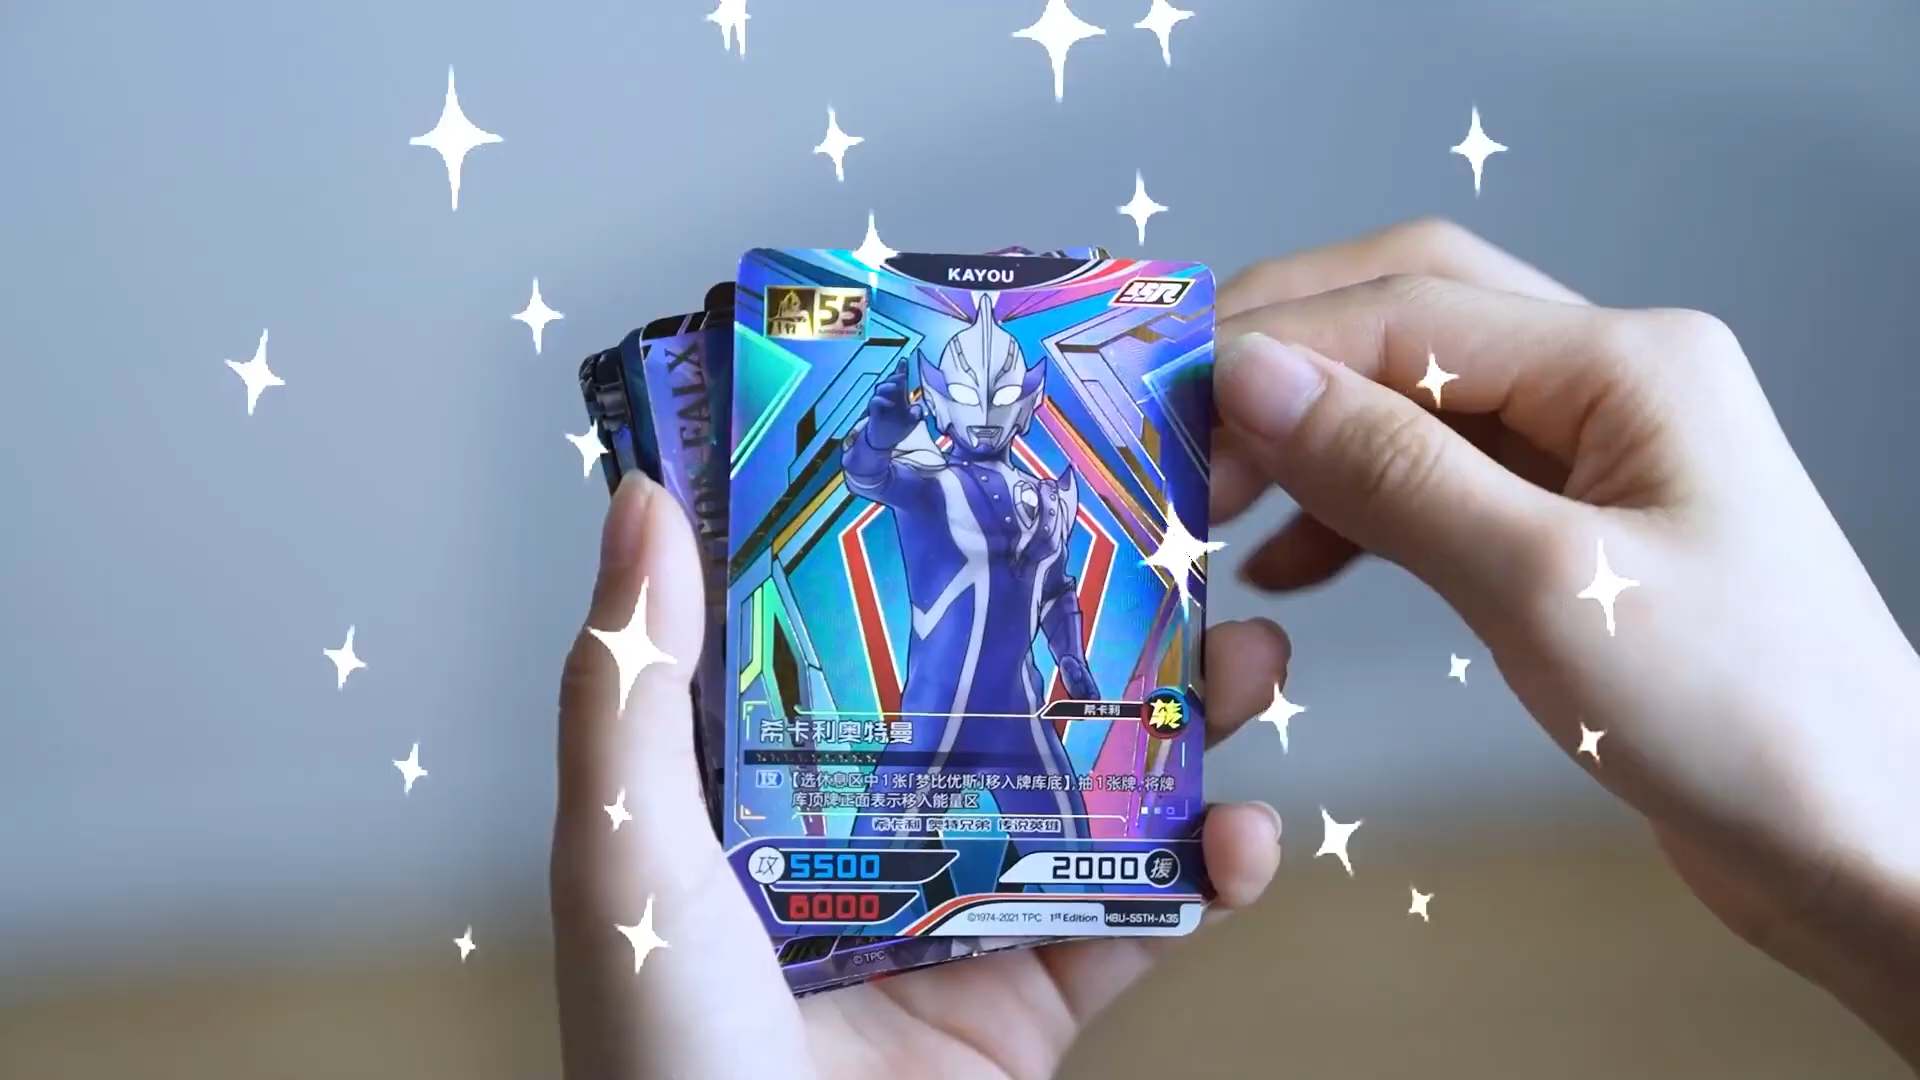 KAYOU
SSR
55
希卡利
转
希卡利奥特曼
攻【选休息区中1张「梦比优斯」移入牌库底】,抽1张牌,将牌
库顶牌正面表示移入能量区
希卡利 奥特兄弟 传说英雄
攻 5500
2000 援
6000
©1974-2021 TPC 1st Edition HBU-55TH-A35
©TPC